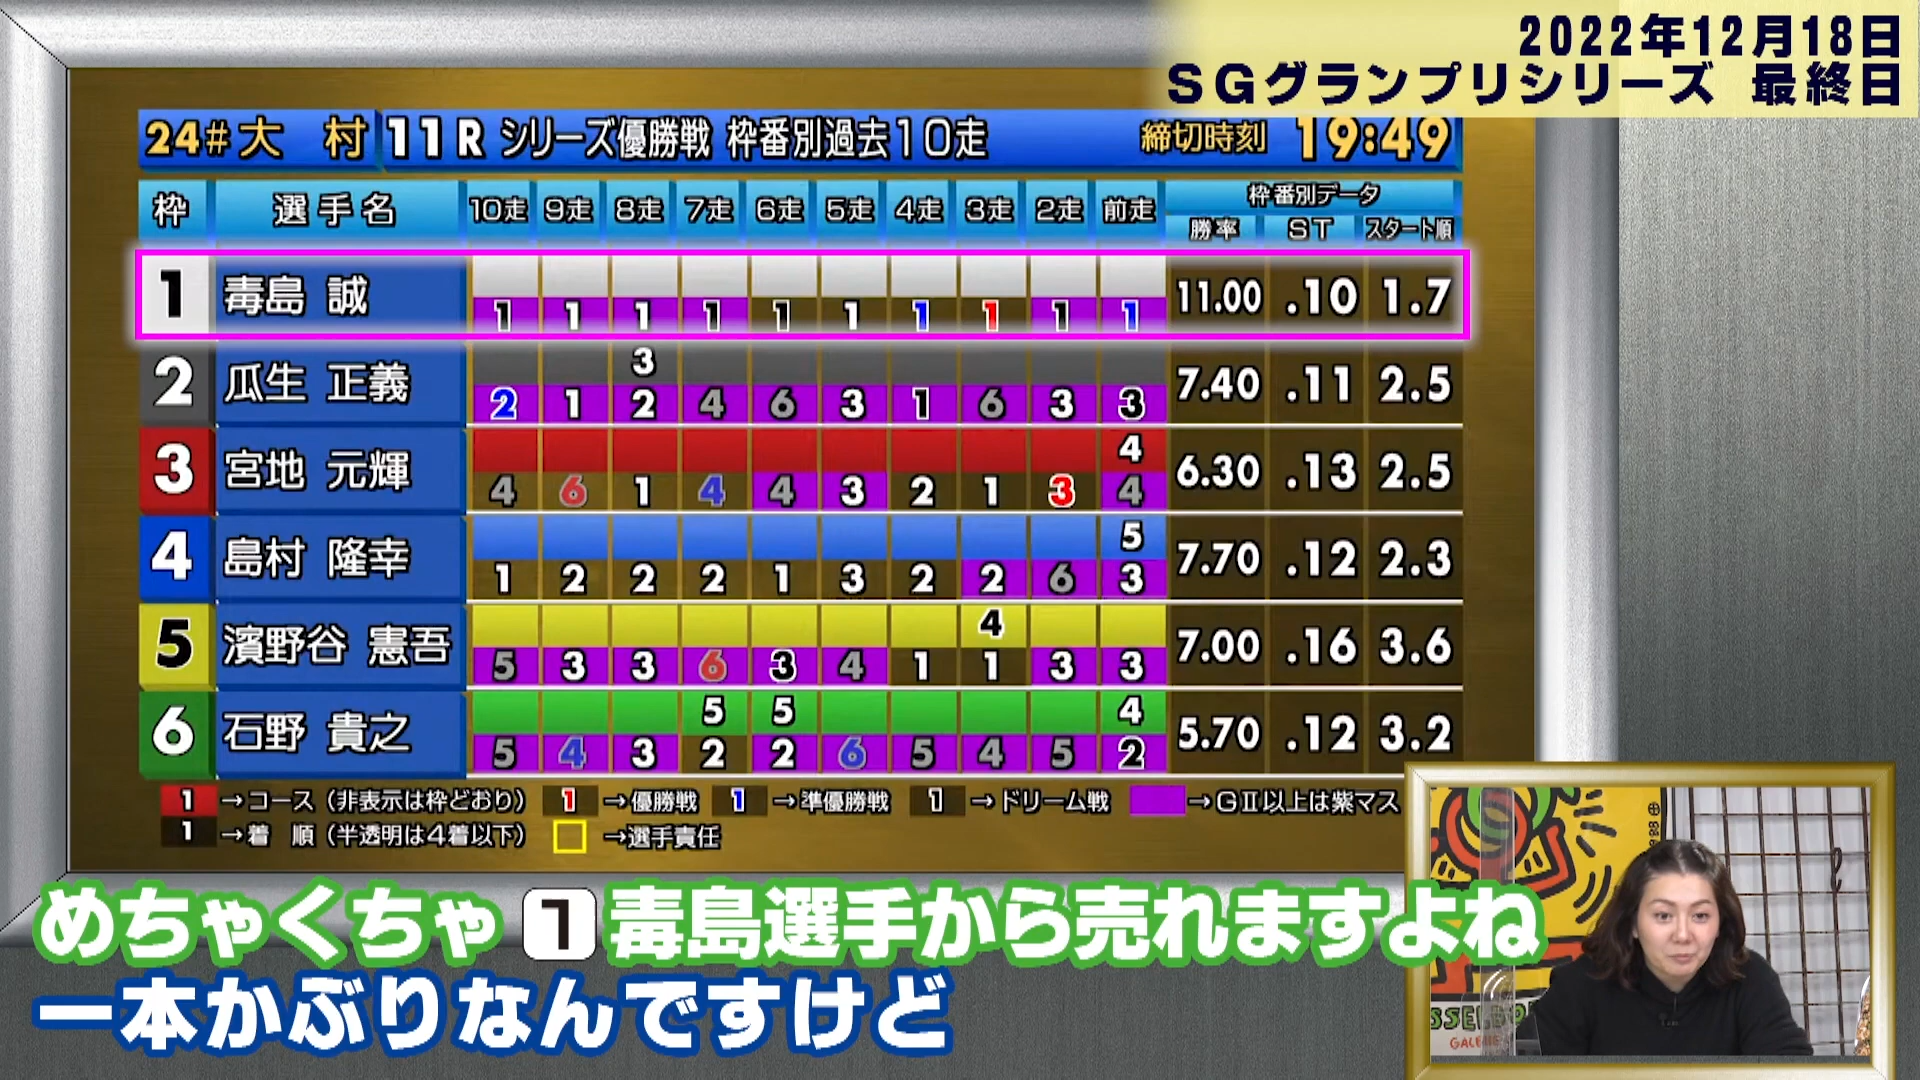 2022年12月18日
SGグランプリシリーズ 最終日
24#大 村 11R シリーズ優勝戦 枠番別過去10走 締切時刻 19:49
枠 選手名 10走 9走 8走 7走 6走 5走 4走 3走 2走 前走 枠番別データ
勝率 ST スタート順
1 毒島 誠 1 1 1 1 1 1 1 1 1 1 11.00 .10 1.7
3
2 瓜生 正義 2 1 2 4 6 3 1 6 3 3 7.40 .11 2.5
4
3 宮地 元輝 4 6 1 4 4 3 2 1 3 4 6.30 .13 2.5
5
4 島村 隆幸 1 2 2 2 1 3 2 2 6 3 7.70 .12 2.3
4
5 濱野谷 憲吾 5 3 3 6 3 4 1 1 3 3 7.00 .16 3.6
5 5 4
6 石野 貴之 5 4 3 2 2 6 5 4 5 2 5.70 .12 3.2
1 →コース（非表示は枠どおり） 1 →優勝戦 1 →準優勝戦 1 →ドリーム戦 →GⅡ以上は紫マス
1 →着 順（半透明は4着以下） →選手責任
めちゃくちゃ 1 毒島選手から売れますよね
一本かぶりなんですけど